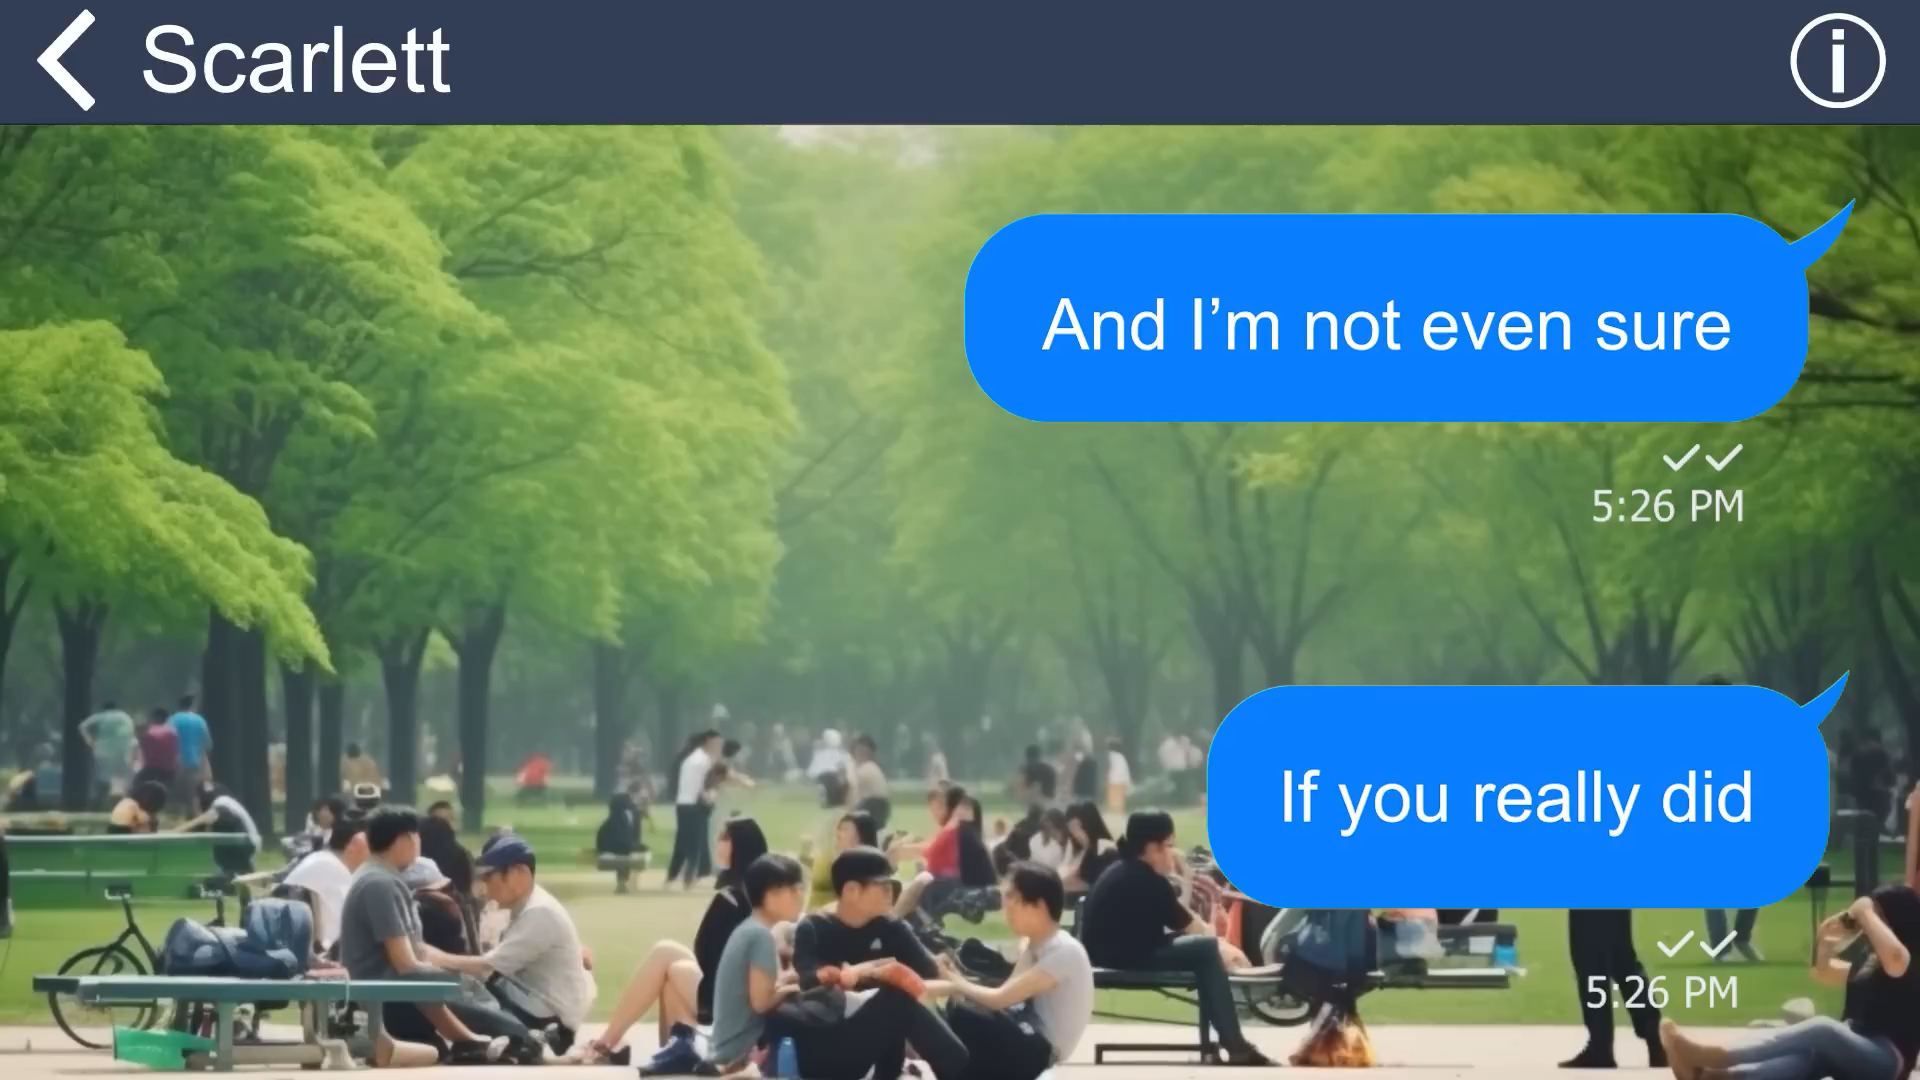 Scarlett
And I’m not even sure
5:26 PM
If you really did
5:26 PM